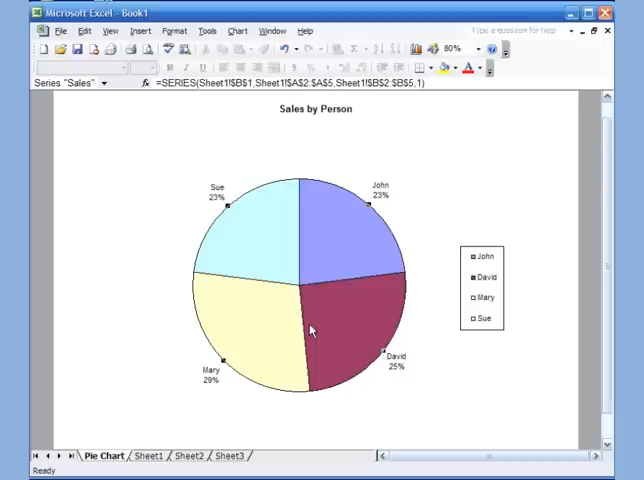 Microsoft Excel - Book1
File Edit View Insert Format Tools Chart Window Help Type a question for help
80%
Series "Sales" fx =SERIES(Sheet1!$B$1,Sheet1!$A$2:$A$5,Sheet1!$B$2:$B$5,1)
Sales by Person
Sue
23%
John
23%
John
David
Mary
Sue
David
25%
Mary
29%
Pie Chart Sheet1 Sheet2 Sheet3
Ready